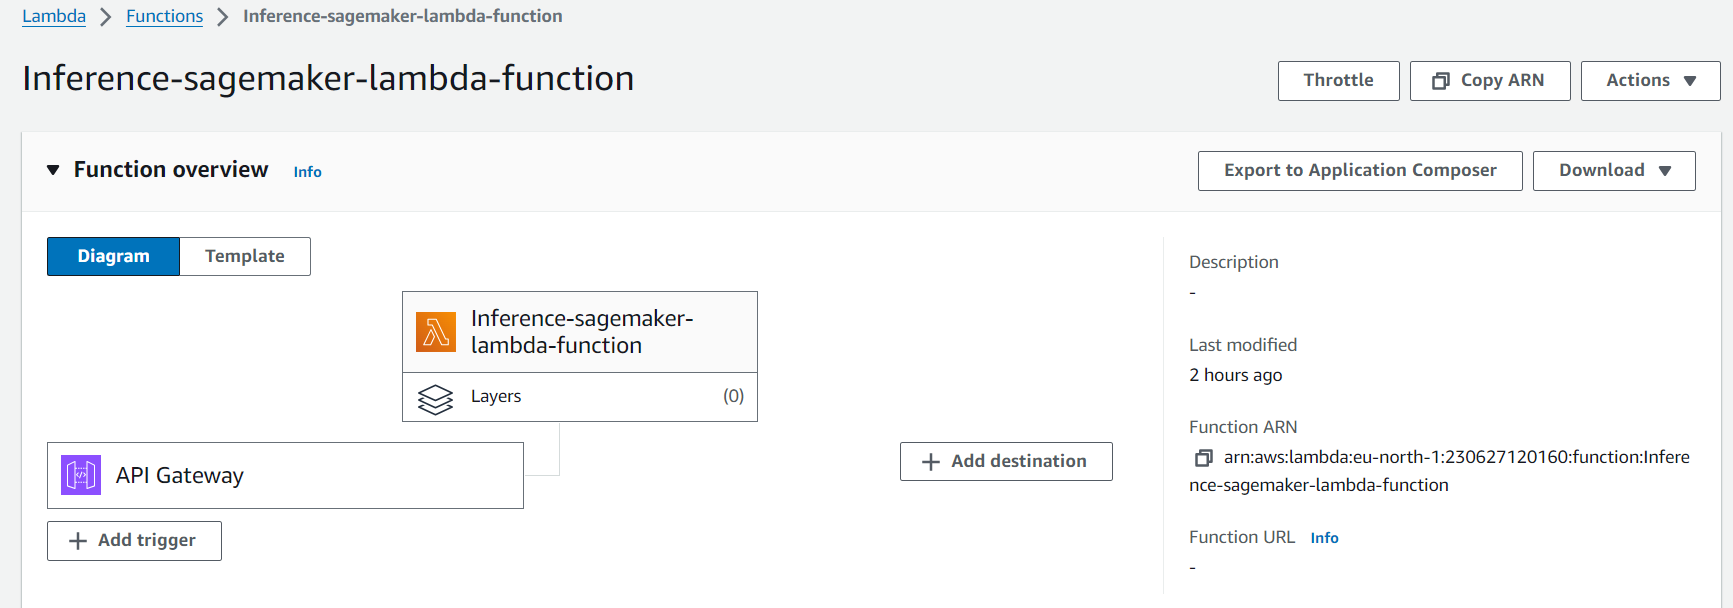 Lambda > Functions > Inference-sagemaker-lambda-function
Inference-sagemaker-lambda-function
Throttle
Copy ARN
Actions
Function overview Info
Export to Application Composer
Download
Diagram
Template
Inference-sagemaker-
lambda-function
Layers (0)
API Gateway
+ Add trigger
+ Add destination
Description
-
Last modified
2 hours ago
Function ARN
arn:aws:lambda:eu-north-1:230627120160:function:Infere
nce-sagemaker-lambda-function
Function URL Info
-